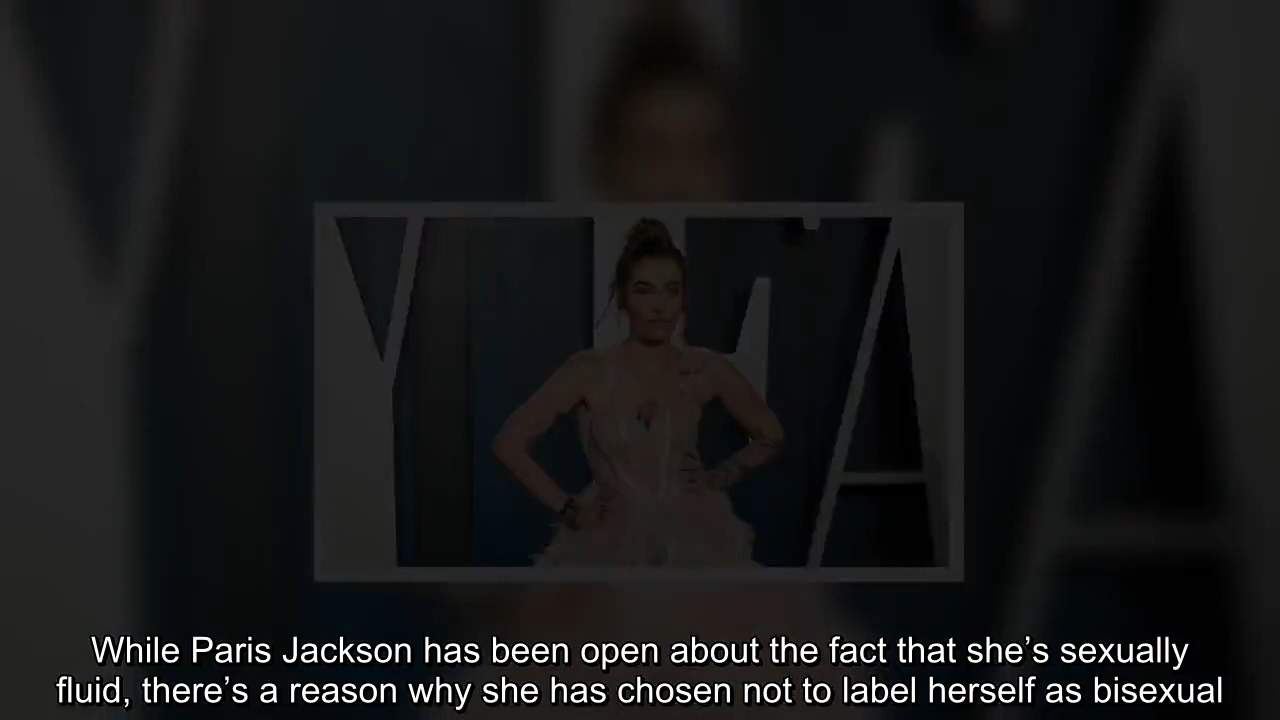 While Paris Jackson has been open about the fact that she’s sexually
fluid, there’s a reason why she has chosen not to label herself as bisexual